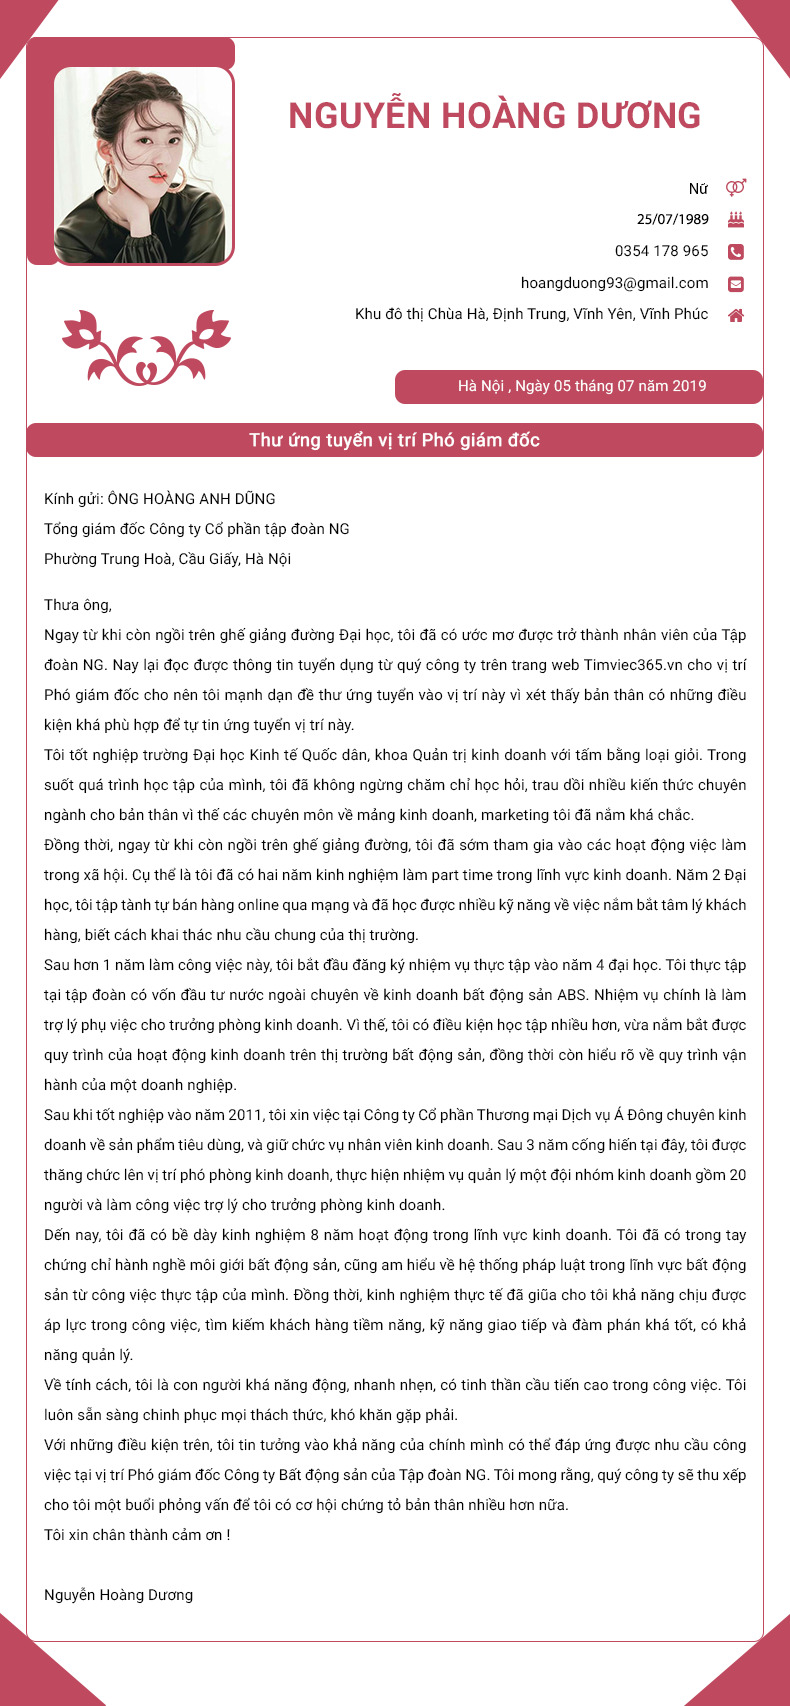 NGUYỄN HOÀNG DƯƠNG
Nữ
25/07/1989
0354 178 965
hoangduong93@gmail.com
Khu đô thị Chùa Hà, Định Trung, Vĩnh Yên, Vĩnh Phúc
Hà Nội , Ngày 05 tháng 07 năm 2019
Thư ứng tuyển vị trí Phó giám đốc
Kính gửi: ÔNG HOÀNG ANH DŨNG
Tổng giám đốc Công ty Cổ phần tập đoàn NG
Phường Trung Hoà, Cầu Giấy, Hà Nội
Thưa ông,
Ngay từ khi còn ngồi trên ghế giảng đường Đại học, tôi đã có ước mơ được trở thành nhân viên của Tập
đoàn NG. Nay lại đọc được thông tin tuyển dụng từ quý công ty trên trang web Timviec365.vn cho vị trí
Phó giám đốc cho nên tôi mạnh dạn đề thư ứng tuyển vào vị trí này vì xét thấy bản thân có những điều
kiện khá phù hợp để tự tin ứng tuyển vị trí này.
Tôi tốt nghiệp trường Đại học Kinh tế Quốc dân, khoa Quản trị kinh doanh với tấm bằng loại giỏi. Trong
suốt quá trình học tập của mình, tôi đã không ngừng chăm chỉ học hỏi, trau dồi nhiều kiến thức chuyên
ngành cho bản thân vì thế các chuyên môn về mảng kinh doanh, marketing tôi đã nắm khá chắc.
Đồng thời, ngay từ khi còn ngồi trên ghế giảng đường, tôi đã sớm tham gia vào các hoạt động việc làm
trong xã hội. Cụ thể là tôi đã có hai năm kinh nghiệm làm part time trong lĩnh vực kinh doanh. Năm 2 Đại
học, tôi tập tành tự bán hàng online qua mạng và đã học được nhiều kỹ năng về việc nắm bắt tâm lý khách
hàng, biết cách khai thác nhu cầu chung của thị trường.
Sau hơn 1 năm làm công việc này, tôi bắt đầu đăng ký nhiệm vụ thực tập vào năm 4 đại học. Tôi thực tập
tại tập đoàn có vốn đầu tư nước ngoài chuyên về kinh doanh bất động sản ABS. Nhiệm vụ chính là làm
trợ lý phụ việc cho trưởng phòng kinh doanh. Vì thế, tôi có điều kiện học tập nhiều hơn, vừa nắm bắt được
quy trình của hoạt động kinh doanh trên thị trường bất động sản, đồng thời còn hiểu rõ về quy trình vận
hành của một doanh nghiệp.
Sau khi tốt nghiệp vào năm 2011, tôi xin việc tại Công ty Cổ phần Thương mại Dịch vụ Á Đông chuyên kinh
doanh về sản phẩm tiêu dùng, và giữ chức vụ nhân viên kinh doanh. Sau 3 năm cống hiến tại đây, tôi được
thăng chức lên vị trí phó phòng kinh doanh, thực hiện nhiệm vụ quản lý một đội nhóm kinh doanh gồm 20
người và làm công việc trợ lý cho trưởng phòng kinh doanh.
Dến nay, tôi đã có bề dày kinh nghiệm 8 năm hoạt động trong lĩnh vực kinh doanh. Tôi đã có trong tay
chứng chỉ hành nghề môi giới bất động sản, cũng am hiểu về hệ thống pháp luật trong lĩnh vực bất động
sản từ công việc thực tập của mình. Đồng thời, kinh nghiệm thực tế đã giũa cho tôi khả năng chịu được
áp lực trong công việc, tìm kiếm khách hàng tiềm năng, kỹ năng giao tiếp và đàm phán khá tốt, có khả
năng quản lý.
Về tính cách, tôi là con người khá năng động, nhanh nhẹn, có tinh thần cầu tiến cao trong công việc. Tôi
luôn sẵn sàng chinh phục mọi thách thức, khó khăn gặp phải.
Với những điều kiện trên, tôi tin tưởng vào khả năng của chính mình có thể đáp ứng được nhu cầu công
việc tại vị trí Phó giám đốc Công ty Bất động sản của Tập đoàn NG. Tôi mong rằng, quý công ty sẽ thu xếp
cho tôi một buổi phỏng vấn để tôi có cơ hội chứng tỏ bản thân nhiều hơn nữa.
Tôi xin chân thành cảm ơn !
Nguyễn Hoàng Dương